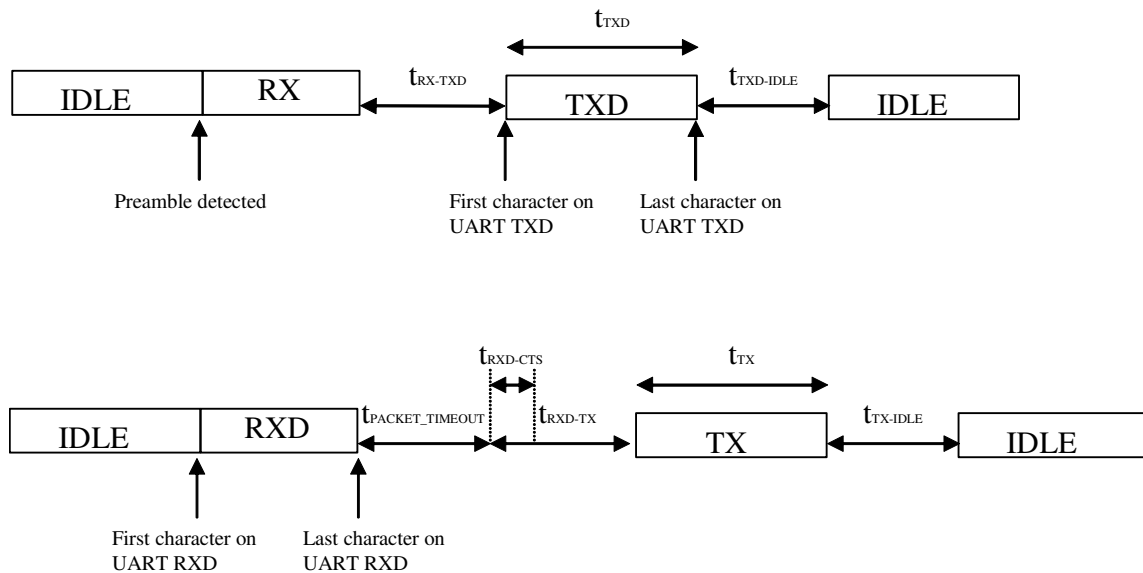 tTXD
IDLE RX tRX-TXD TXD tTXD-IDLE IDLE
Preamble detected
First character on
UART TXD
Last character on
UART TXD
tRXD-CTS
tTX
IDLE RXD tPACKET_TIMEOUT tRXD-TX TX tTX-IDLE IDLE
First character on
UART RXD
Last character on
UART RXD